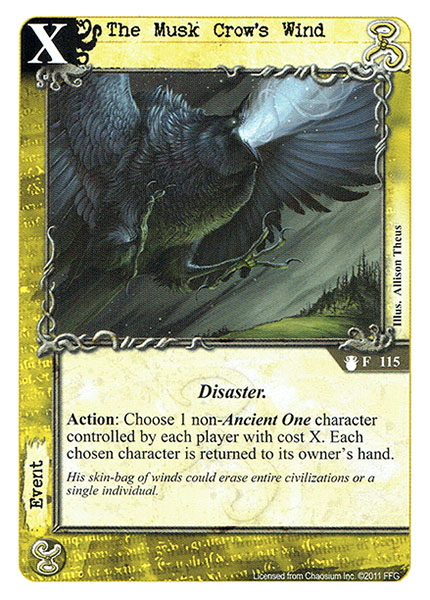 X
The Musk Crow's Wind
Illus. Allison Theus
F 115
Disaster.
Action: Choose 1 non-Ancient One character
controlled by each player with cost X. Each
chosen character is returned to its owner's hand.
His skin-bag of winds could erase entire civilizations or a
single individual.
Event
Licensed from Chaosium Inc. ©2011 FFG